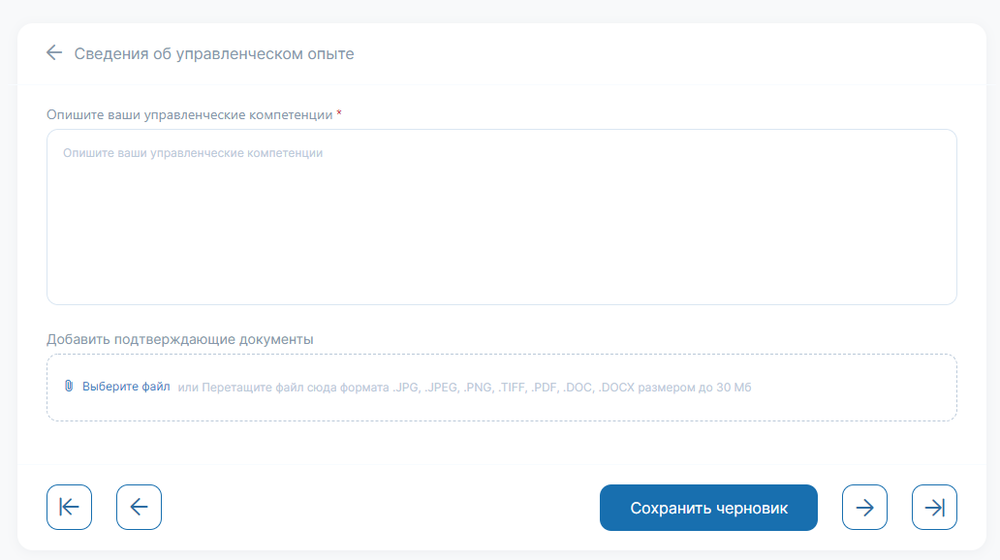 Сведения об управленческом опыте
Опишите ваши управленческие компетенции *
Опишите ваши управленческие компетенции
Добавить подтверждающие документы
Выберите файл или Перетащите файл сюда формата .JPG, .JPEG, .PNG, .TIFF, .PDF, .DOC, .DOCX размером до 30 Мб
Сохранить черновик